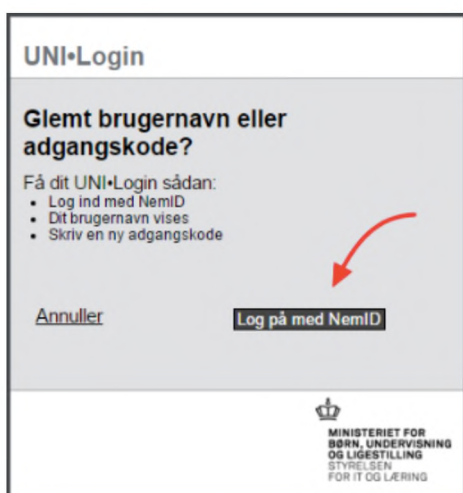 UNI•Login
Glemt brugernavn eller
adgangskode?
Få dit UNI•Login sådan:
• Log ind med NemID
• Dit brugernavn vises
• Skriv en ny adgangskode
Annuller
Log på med NemID
MINISTERIET FOR
BØRN, UNDERVISNING
OG LIGESTILLING
STYRELSEN
FOR IT OG LÆRING